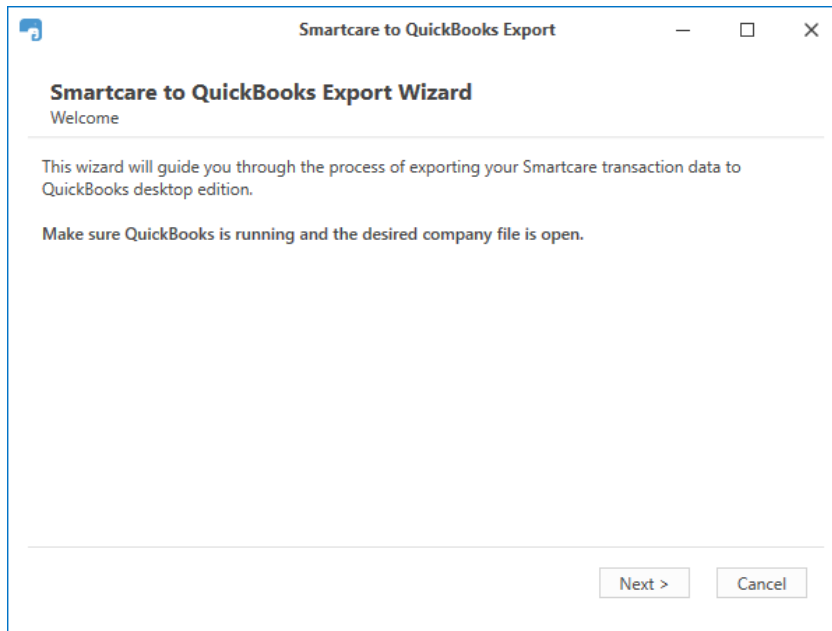 Smartcare to QuickBooks Export
Smartcare to QuickBooks Export Wizard
Welcome
This wizard will guide you through the process of exporting your Smartcare transaction data to
QuickBooks desktop edition.
Make sure QuickBooks is running and the desired company file is open.
Next > Cancel